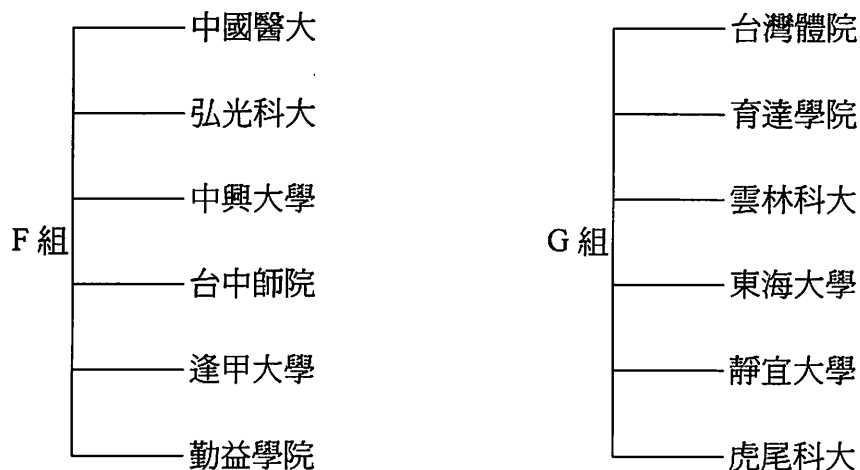 F 組
中國醫大
弘光科大
中興大學
台中師院
逢甲大學
勤益學院
G 組
台灣體院
育達學院
雲林科大
東海大學
靜宜大學
虎尾科大